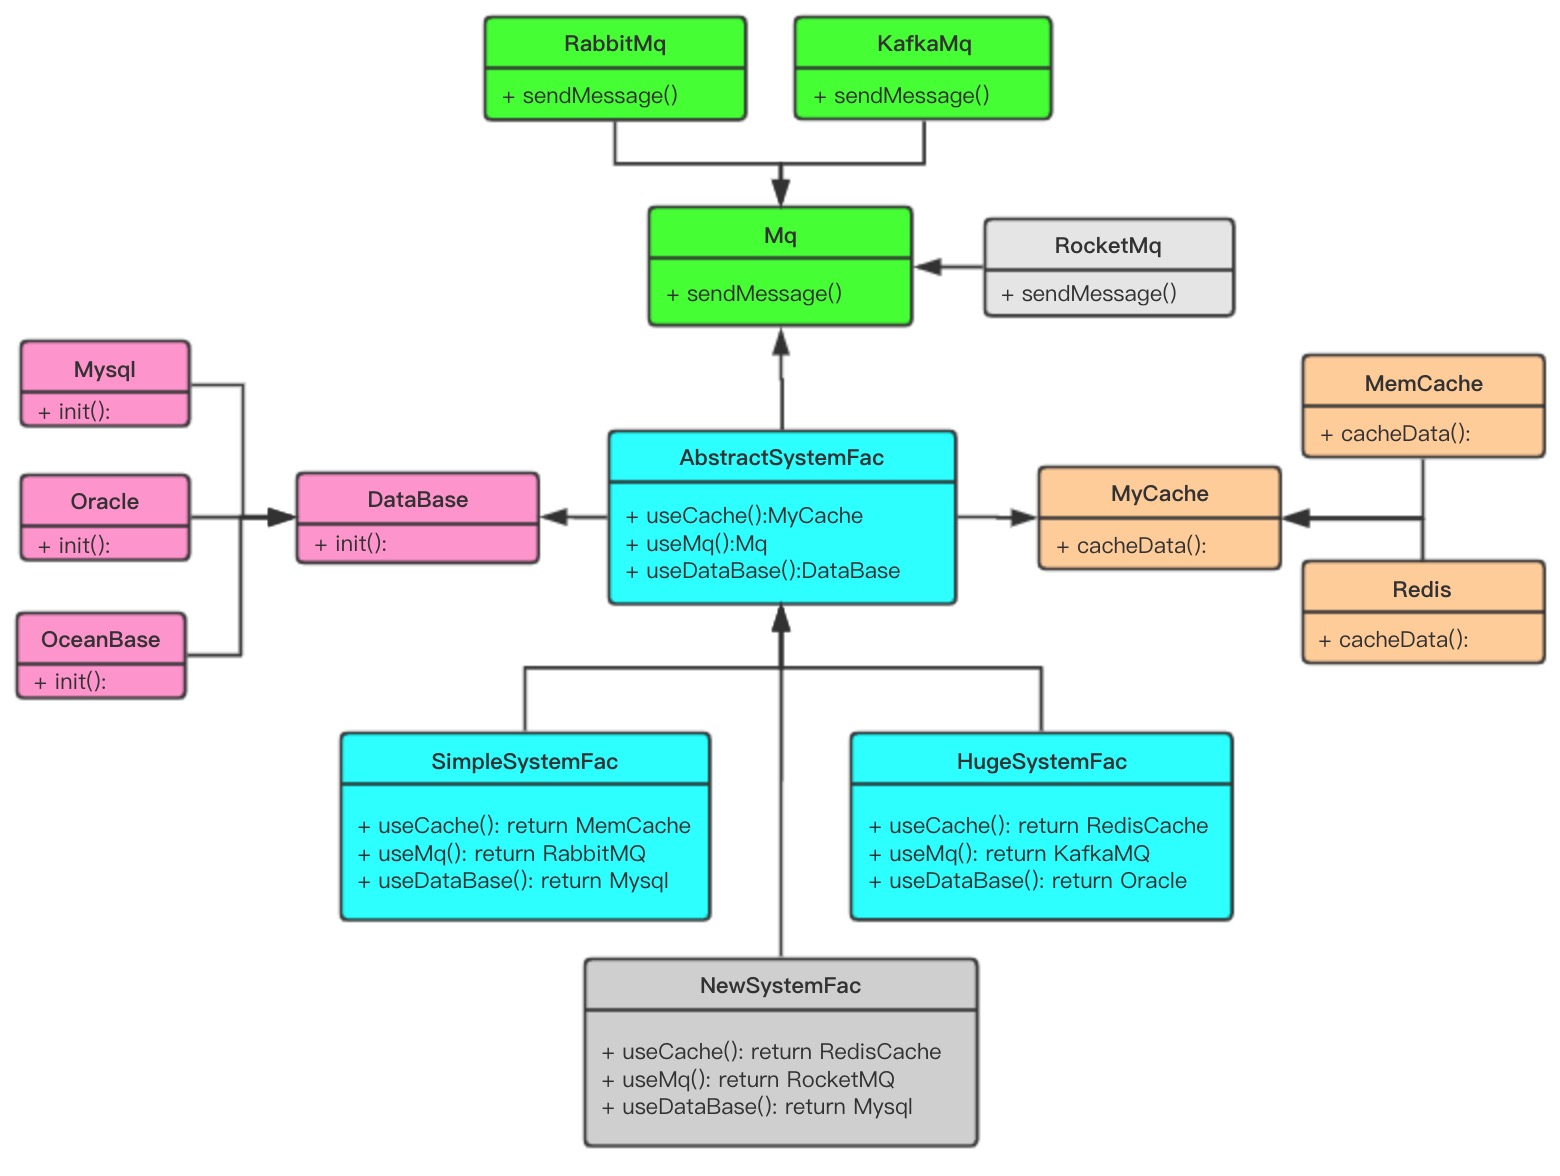 RabbitMq
+ sendMessage()
KafkaMq
+ sendMessage()
Mq
+ sendMessage()
RocketMq
+ sendMessage()
Mysql
+ init():
Oracle
+ init():
OceanBase
+ init():
DataBase
+ init():
AbstractSystemFac
+ useCache():MyCache
+ useMq():Mq
+ useDataBase():DataBase
MyCache
+ cacheData():
MemCache
+ cacheData():
Redis
+ cacheData():
SimpleSystemFac
+ useCache(): return MemCache
+ useMq(): return RabbitMQ
+ useDataBase(): return Mysql
HugeSystemFac
+ useCache(): return RedisCache
+ useMq(): return KafkaMQ
+ useDataBase(): return Oracle
NewSystemFac
+ useCache(): return RedisCache
+ useMq(): return RocketMQ
+ useDataBase(): return Mysql